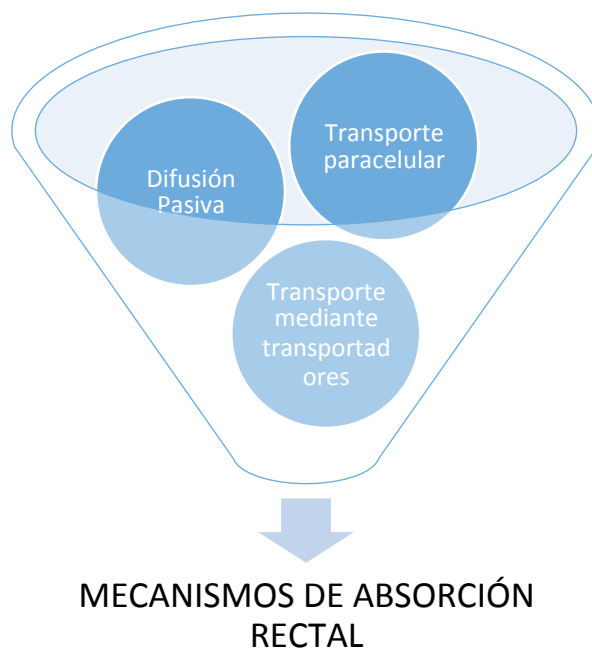 Transporte
paracelular
Difusión
Pasiva
Transporte
mediante
transportad
ores
MECANISMOS DE ABSORCIÓN
RECTAL